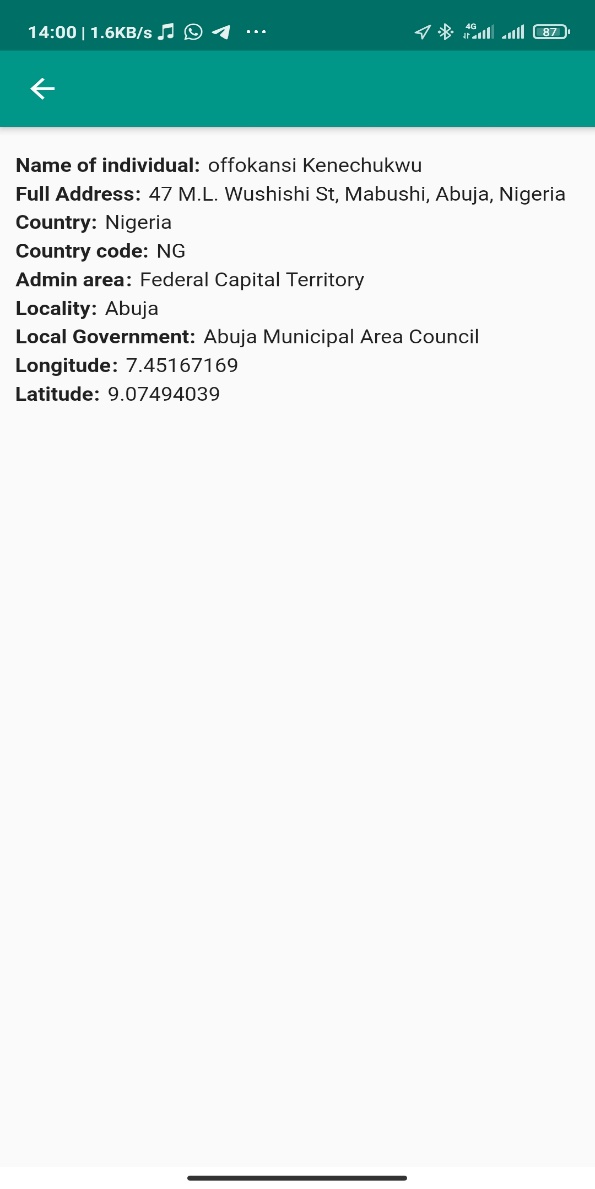 14:00 | 1.6KB/s ... 4G 87
Name of individual: offokansi Kenechukwu
Full Address: 47 M.L. Wushishi St, Mabushi, Abuja, Nigeria
Country: Nigeria
Country code: NG
Admin area: Federal Capital Territory
Locality: Abuja
Local Government: Abuja Municipal Area Council
Longitude: 7.45167169
Latitude: 9.07494039